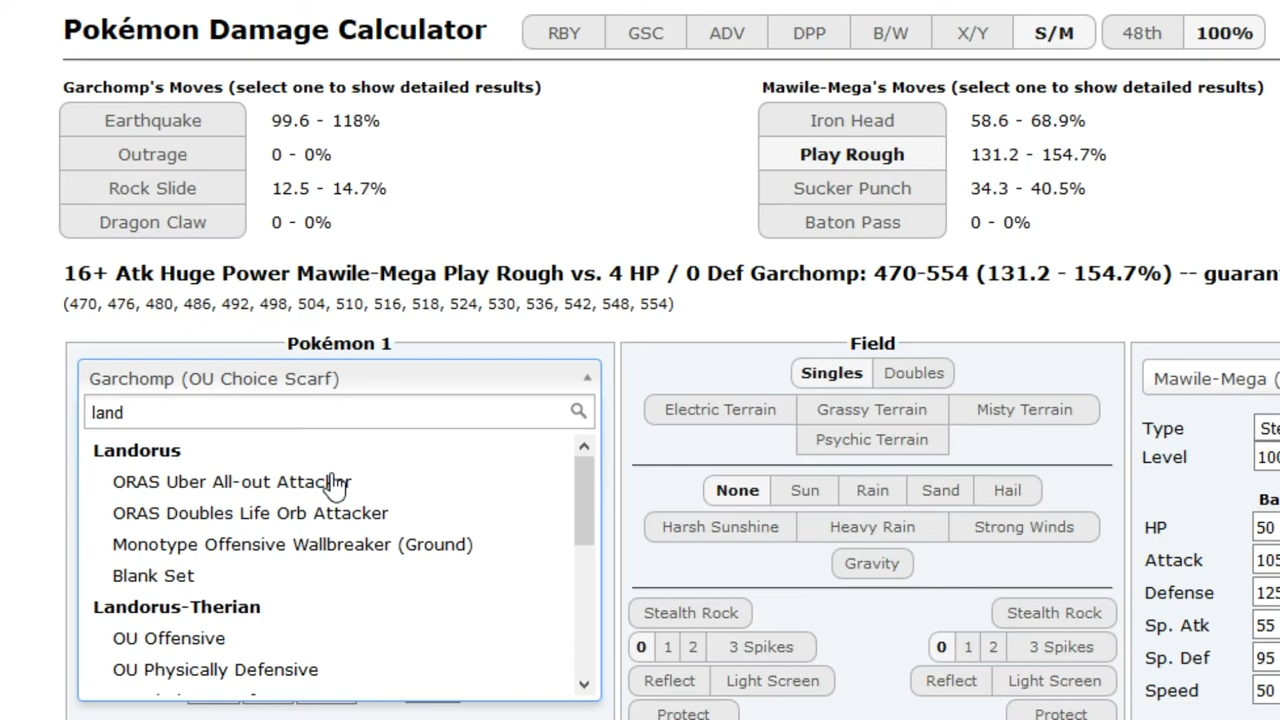 Pokémon Damage Calculator
RBY GSC ADV DPP B/W X/Y S/M 48th 100%
Garchomp's Moves (select one to show detailed results)
Earthquake 99.6 - 118%
Outrage 0 - 0%
Rock Slide 12.5 - 14.7%
Dragon Claw 0 - 0%
Mawile-Mega's Moves (select one to show detailed results)
Iron Head 58.6 - 68.9%
Play Rough 131.2 - 154.7%
Sucker Punch 34.3 - 40.5%
Baton Pass 0 - 0%
16+ Atk Huge Power Mawile-Mega Play Rough vs. 4 HP / 0 Def Garchomp: 470-554 (131.2 - 154.7%) -- guaran
(470, 476, 480, 486, 492, 498, 504, 510, 516, 518, 524, 530, 536, 542, 548, 554)
Pokémon 1
Garchomp (OU Choice Scarf)
land
Landorus
ORAS Uber All-out Attacker
ORAS Doubles Life Orb Attacker
Monotype Offensive Wallbreaker (Ground)
Blank Set
Landorus-Therian
OU Offensive
OU Physically Defensive
Field
Singles Doubles
Electric Terrain Grassy Terrain Misty Terrain
Psychic Terrain
None Sun Rain Sand Hail
Harsh Sunshine Heavy Rain Strong Winds
Gravity
Stealth Rock Stealth Rock
0 1 2 3 Spikes 0 1 2 3 Spikes
Reflect Light Screen Reflect Light Screen
Protect Protect
Mawile-Mega (
Type Ste
Level 100
Ba
HP 50
Attack 105
Defense 125
Sp. Atk 55
Sp. Def 95
Speed 50